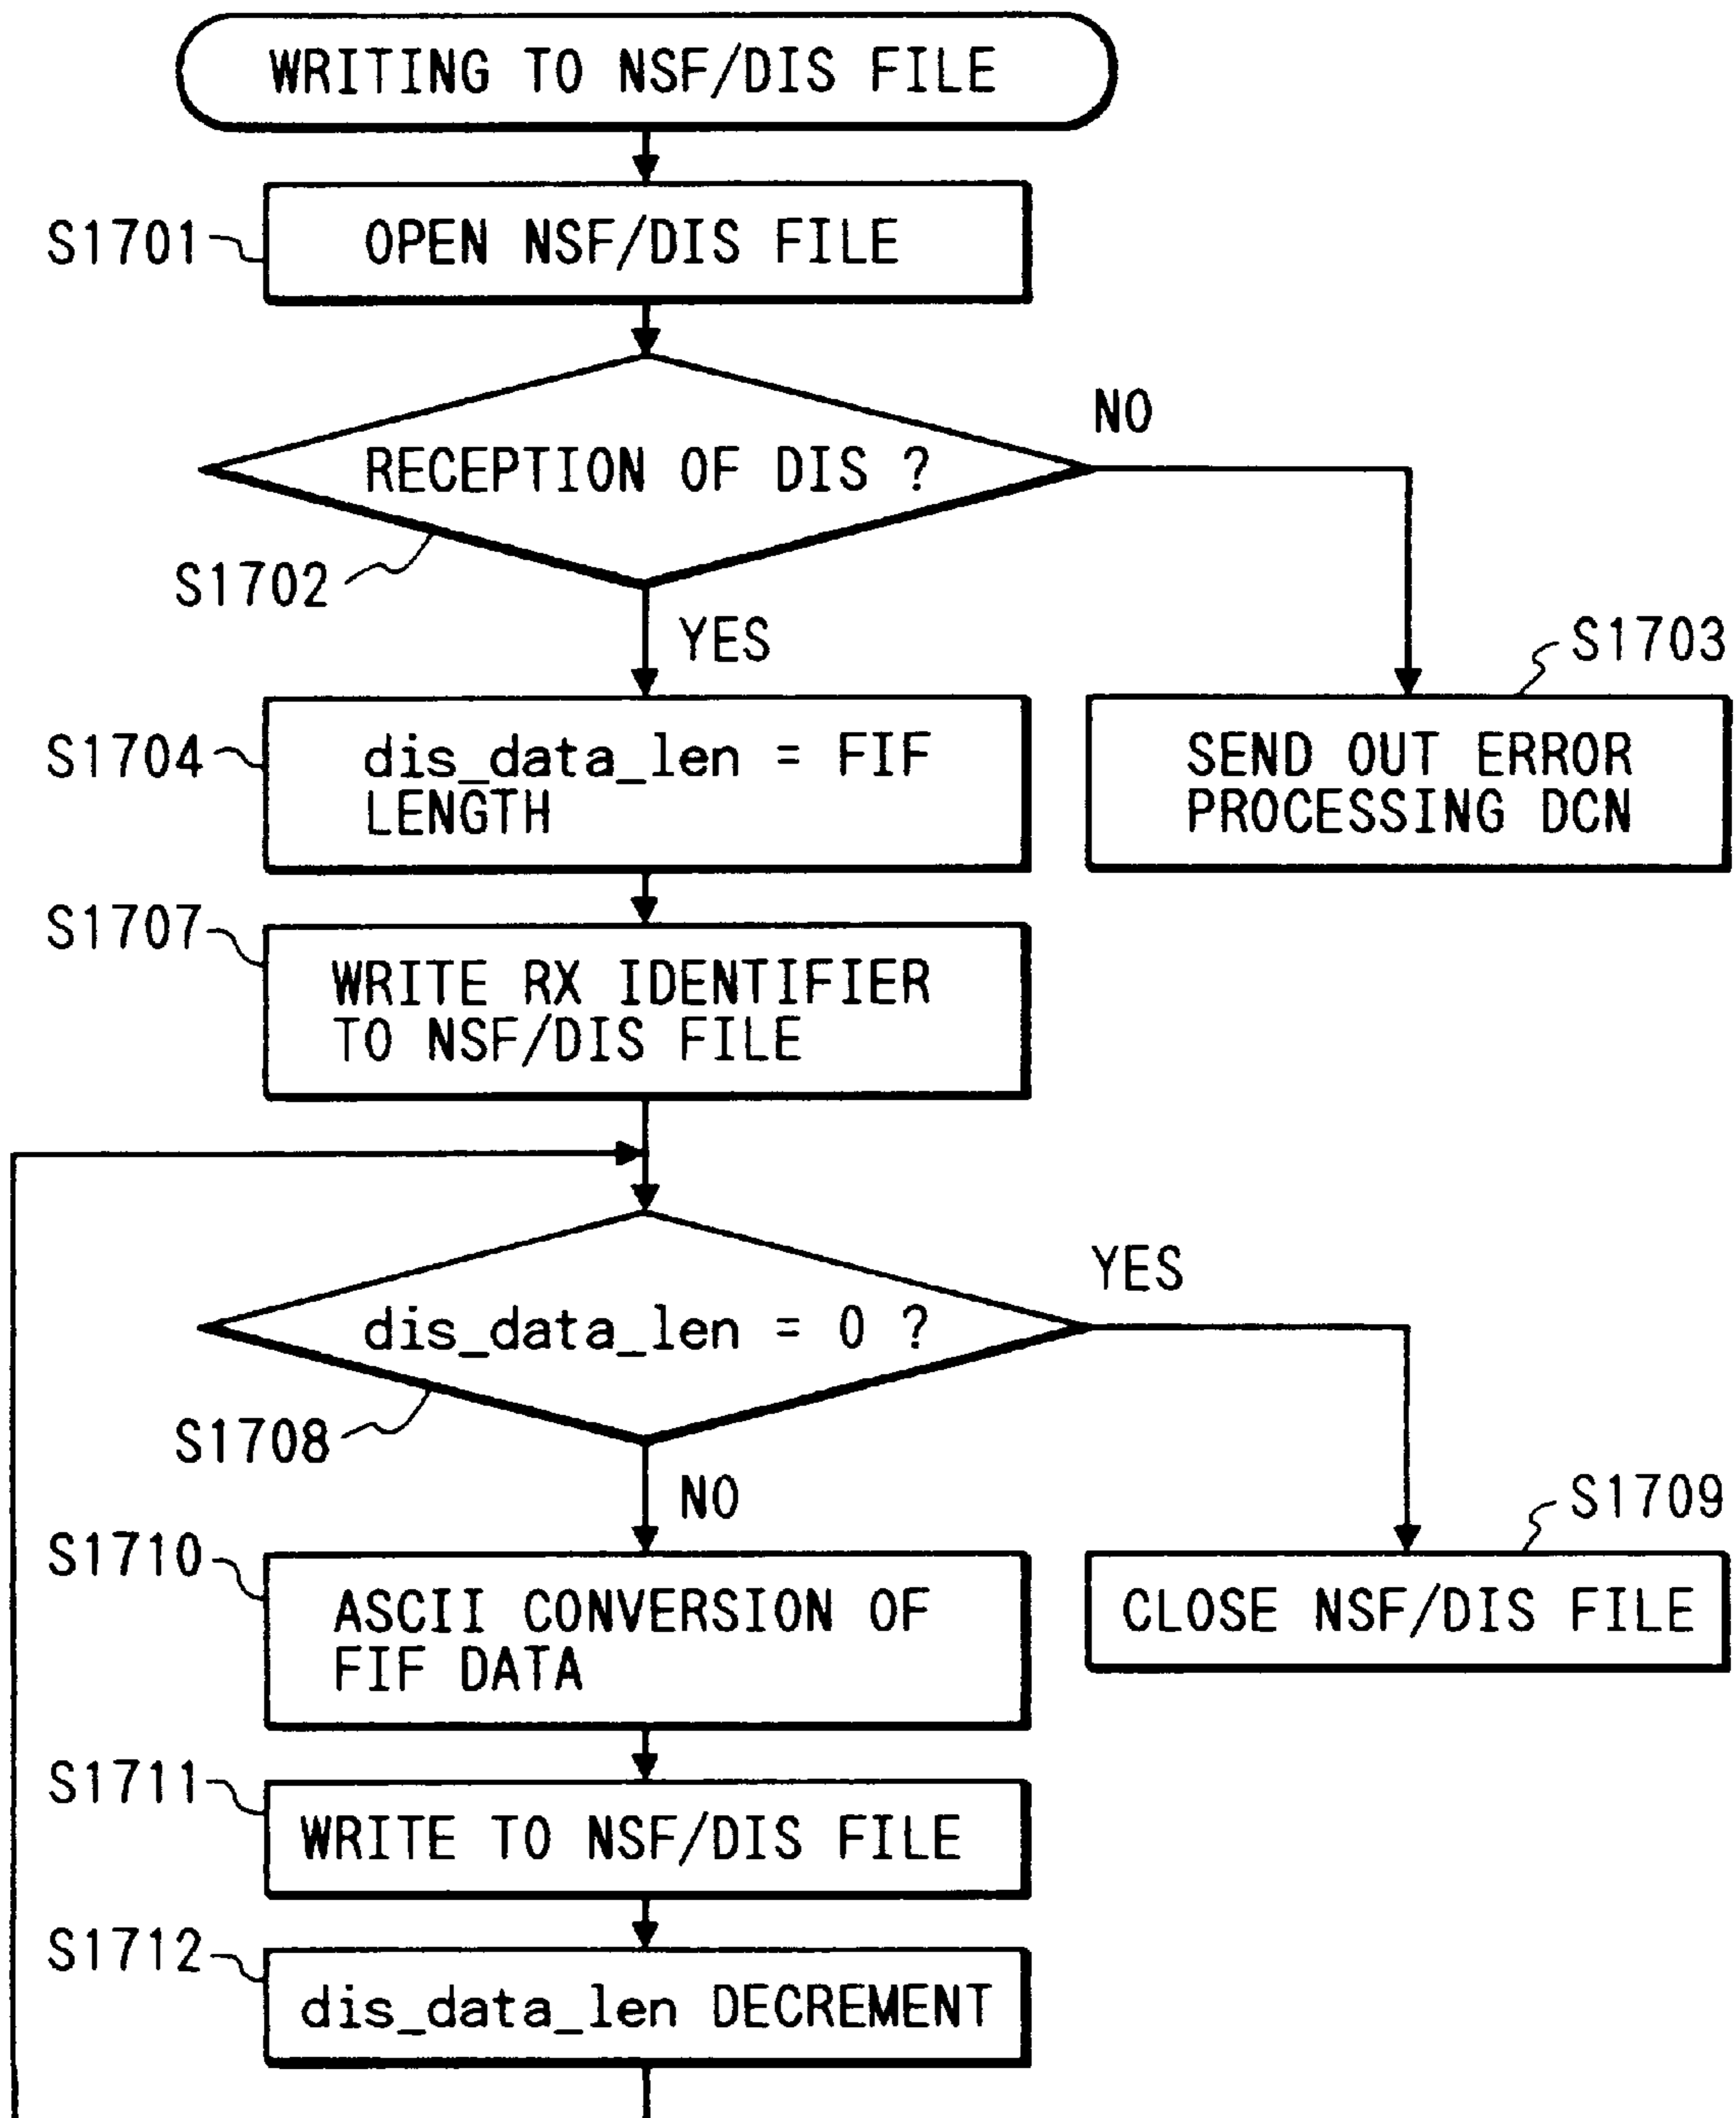 WRITING TO NSF/DIS FILE
S1701
OPEN NSF/DIS FILE
RECEPTION OF DIS ?
NO
S1702
YES
S1703
S1704
dis_data_len = FIF
LENGTH
SEND OUT ERROR
PROCESSING DCN
S1707
WRITE RX IDENTIFIER
TO NSF/DIS FILE
dis_data_len = 0 ?
YES
S1708
NO
S1709
S1710
ASCII CONVERSION OF
FIF DATA
CLOSE NSF/DIS FILE
S1711
WRITE TO NSF/DIS FILE
S1712
dis_data_len DECREMENT